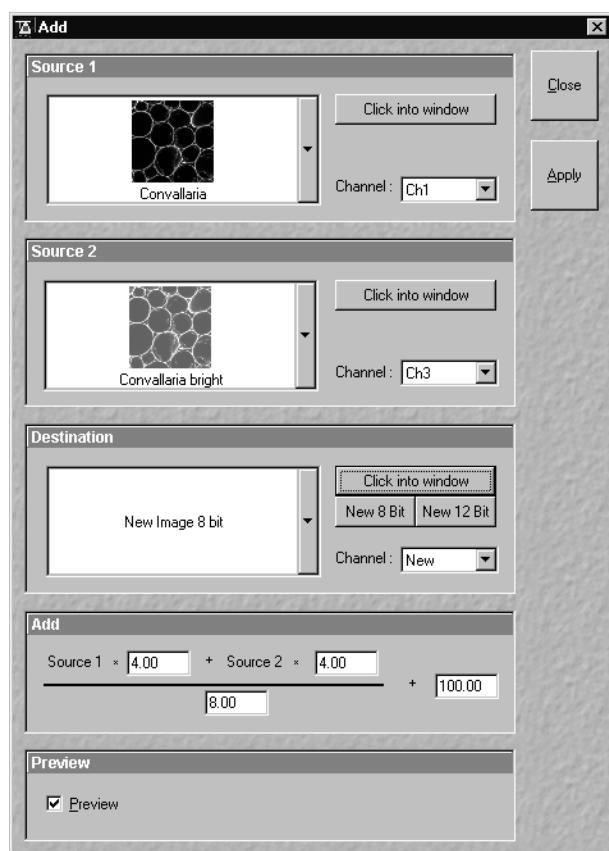 Add
Source 1
Close
Click into window
Convallaria
Channel : Ch1
Apply
Source 2
Click into window
Convallaria bright
Channel : Ch3
Destination
Click into window
New Image 8 bit
New 8 Bit New 12 Bit
Channel : New
Add
Source 1 × 4.00 + Source 2 × 4.00
+ 100.00
8.00
Preview
Preview